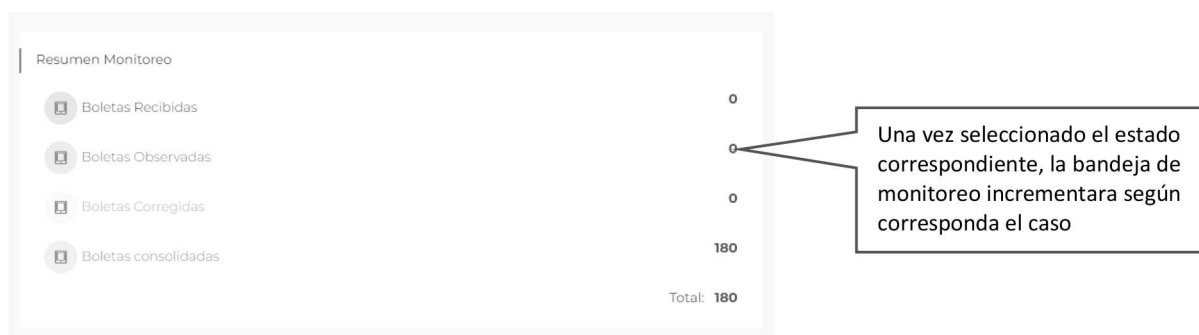 Resumen Monitoreo
Boletas Recibidas 0
Boletas Observadas 0
Boletas Corregidas 0
Boletas consolidadas 180
Total: 180
Una vez seleccionado el estado
correspondiente, la bandeja de
monitoreo incrementara según
corresponda el caso